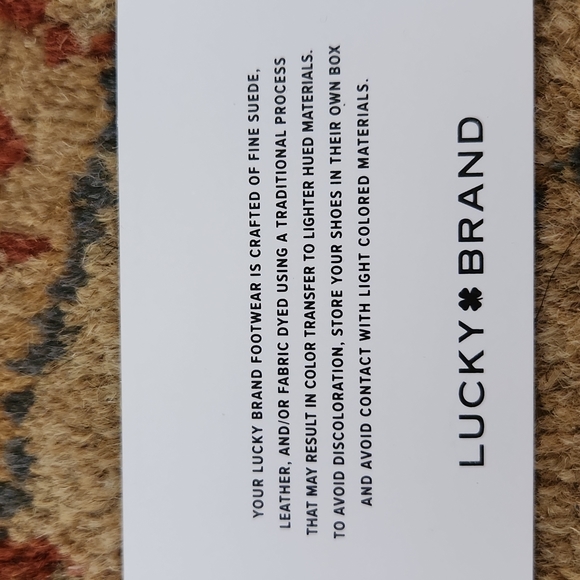 YOUR LUCKY BRAND FOOTWEAR IS CRAFTED OF FINE SUEDE,
LEATHER, AND/OR FABRIC DYED USING A TRADITIONAL PROCESS
THAT MAY RESULT IN COLOR TRANSFER TO LIGHTER HUED MATERIALS.
TO AVOID DISCOLORATION, STORE YOUR SHOES IN THEIR OWN BOX
AND AVOID CONTACT WITH LIGHT COLORED MATERIALS.
LUCKY BRAND